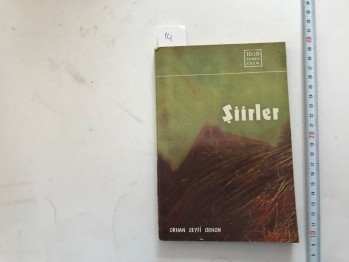 14
1000
TEMEL
ESER
Şiirler
ORHAN SEYFİ ORHON